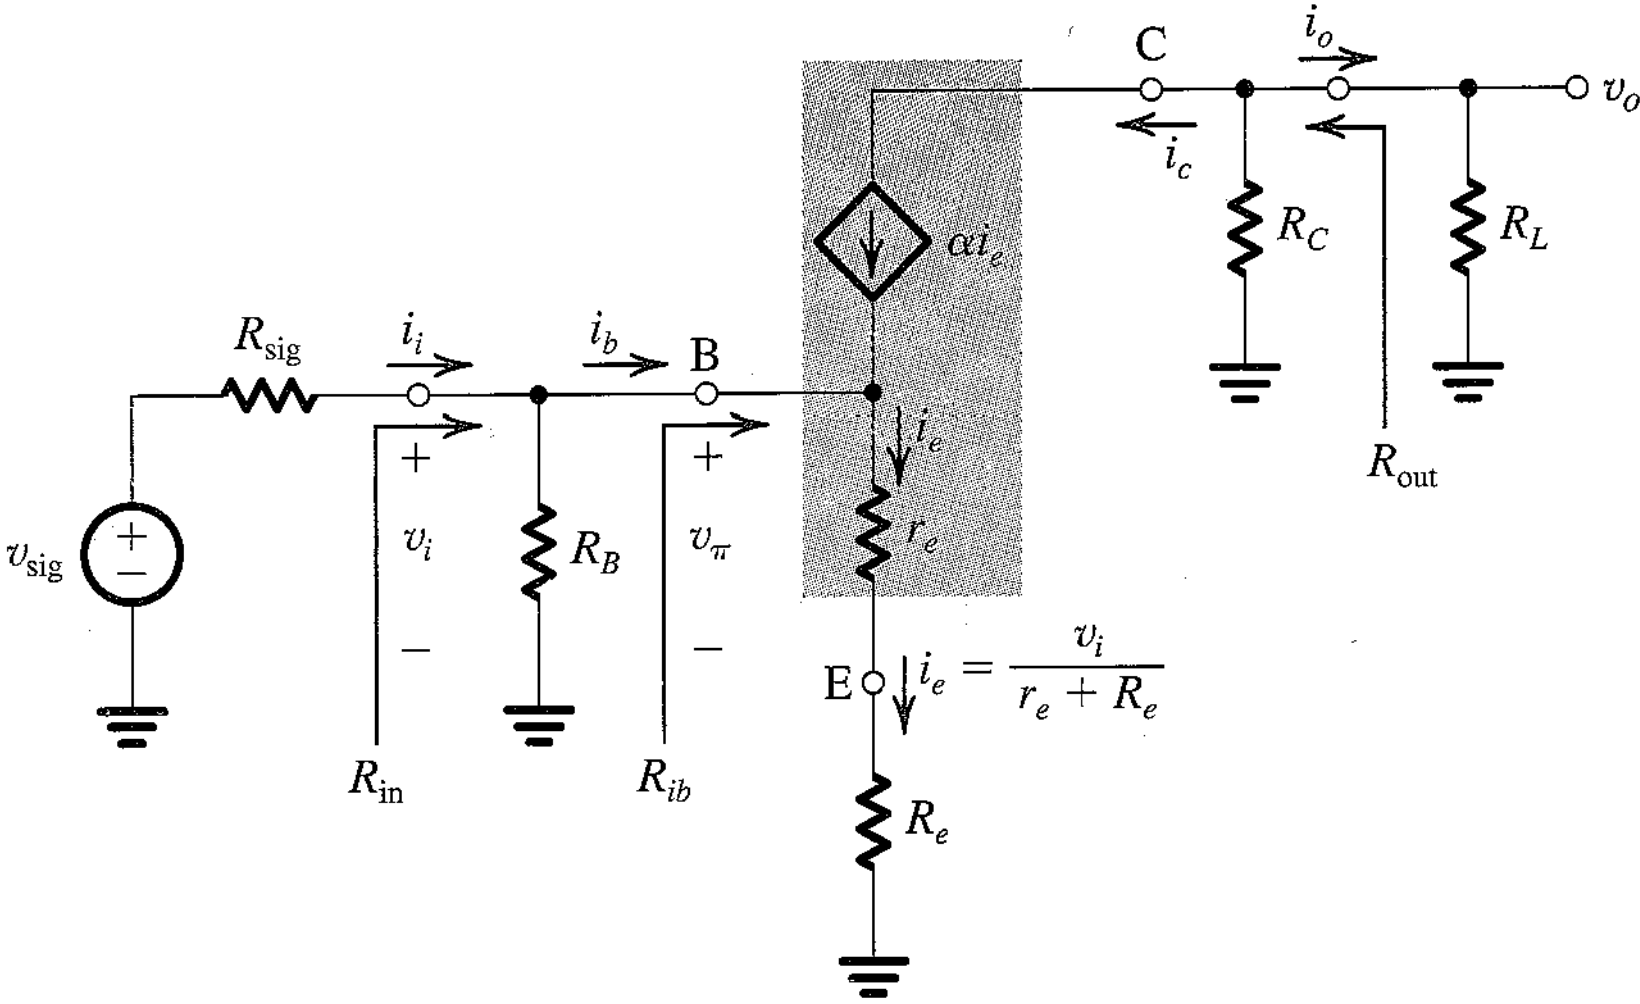 i_o
C
v_o
i_c
αi_e
R_C
R_L
R_sig
i_i
i_b
B
i_e
R_out
+
+
+
−
v_sig
v_i
R_B
v_π
r_e
−
−
E
i_e = v_i / (r_e + R_e)
R_in
R_ib
R_e